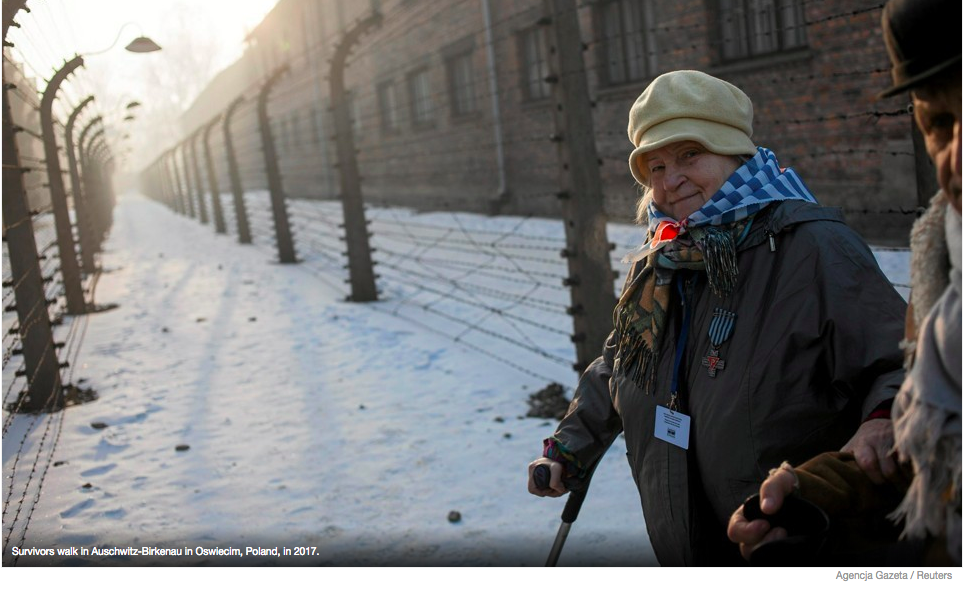 Survivors walk in Auschwitz-Birkenau in Oswiecim, Poland, in 2017.
Agencja Gazeta / Reuters